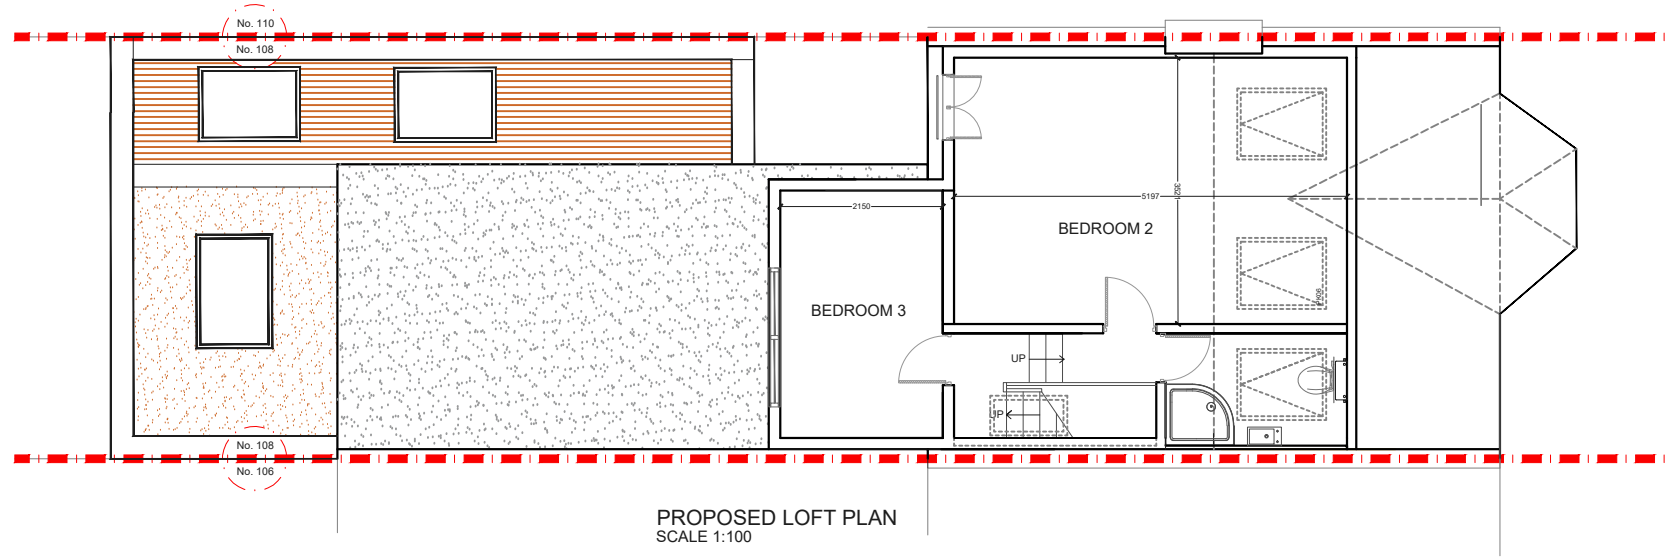 No. 110
No. 108
2150
5197
3521
BEDROOM 2
BEDROOM 3
UP
UP
No. 108
No. 106
PROPOSED LOFT PLAN
SCALE 1:100